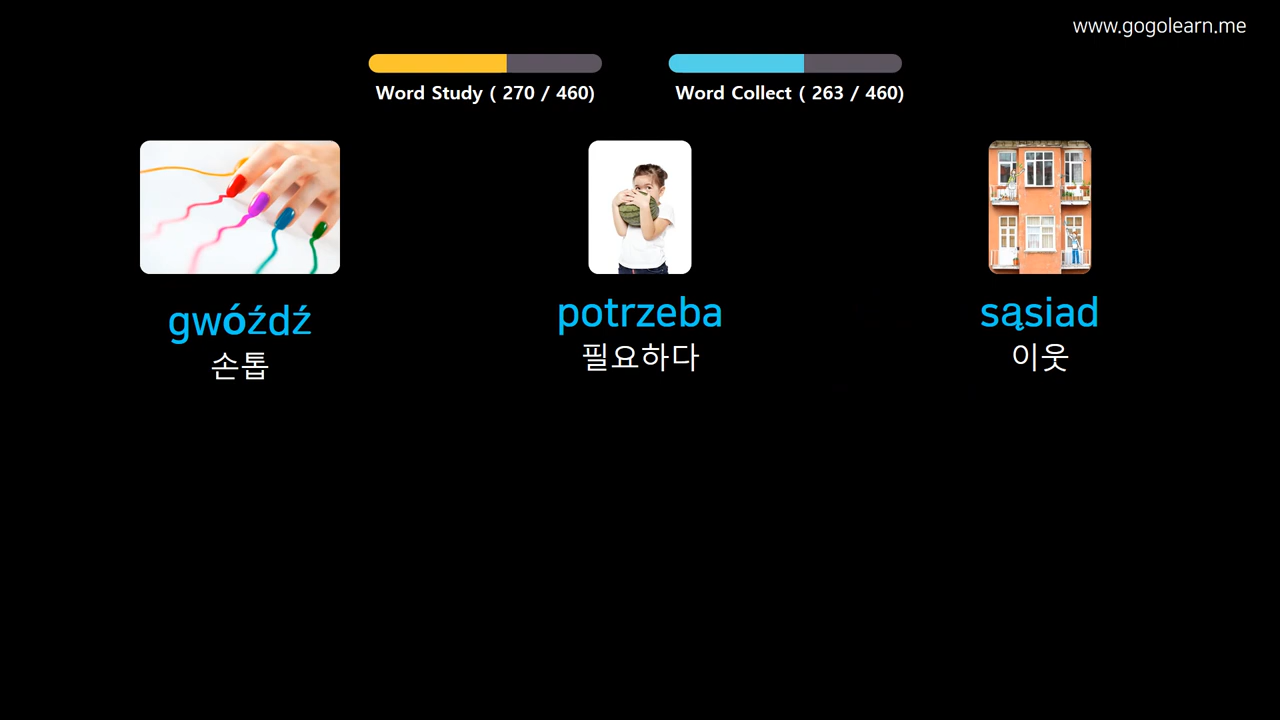 www.gogolearn.me
Word Study ( 270 / 460)
Word Collect ( 263 / 460)
gwóźdź
손톱
potrzeba
필요하다
sąsiad
이웃